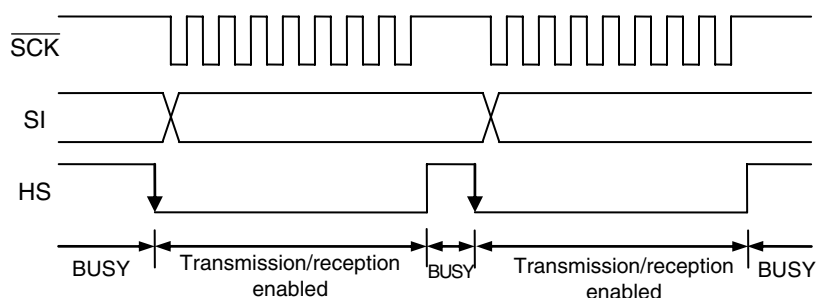 SCK
SI
HS
BUSY
Transmission/reception
enabled
BUSY
Transmission/reception
enabled
BUSY